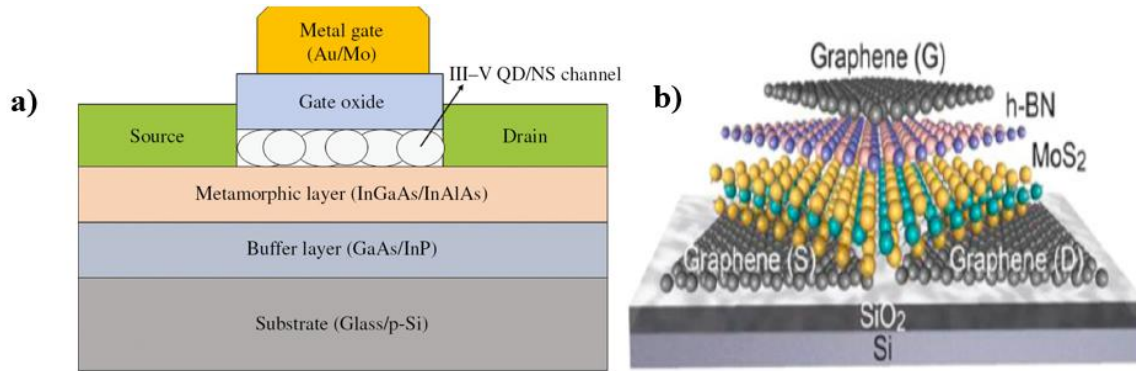 a)
Metal gate
(Au/Mo)
III–V QD/NS channel
Gate oxide
Source
Drain
Metamorphic layer (InGaAs/InAlAs)
Buffer layer (GaAs/InP)
Substrate (Glass/p-Si)
b)
Graphene (G)
h-BN
MoS₂
Graphene (S)
Graphene (D)
SiO₂
Si